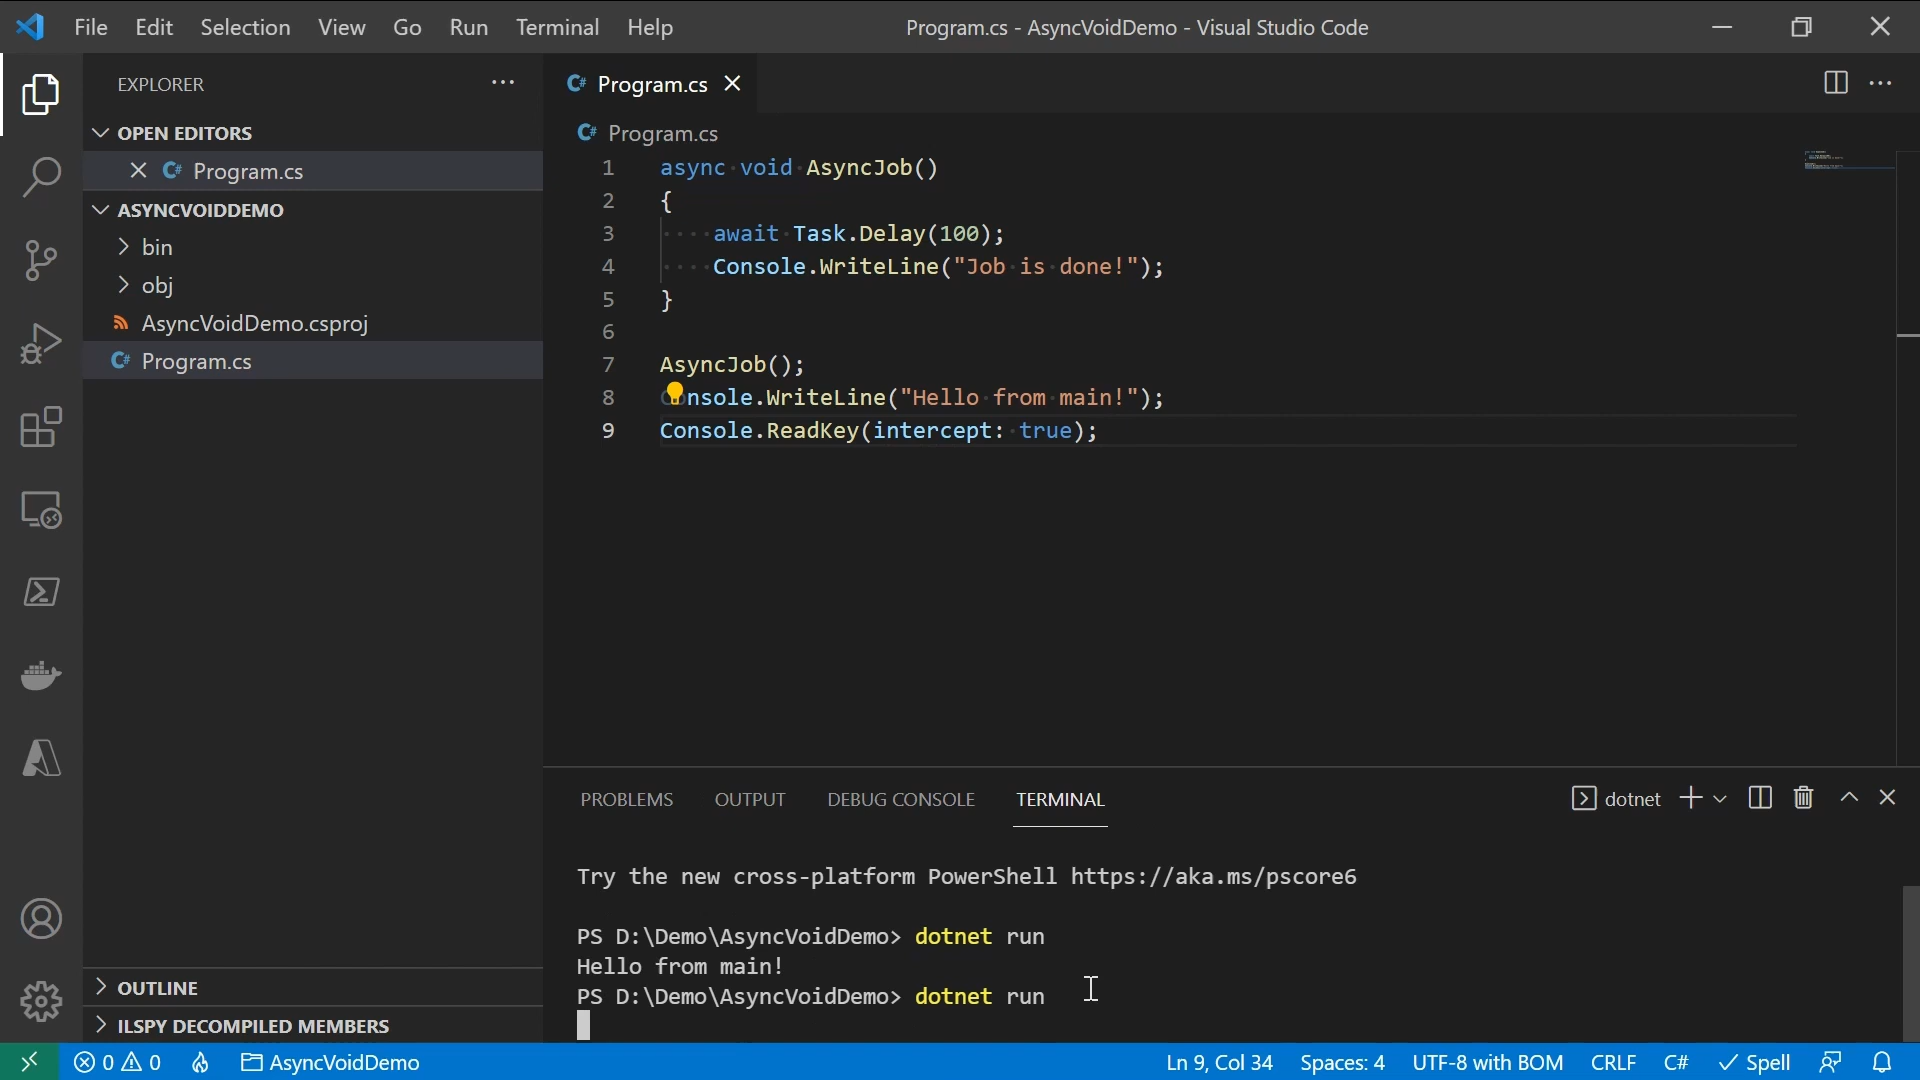 File Edit Selection View Go Run Terminal Help
Program.cs - AsyncVoidDemo - Visual Studio Code
EXPLORER
OPEN EDITORS
Program.cs
ASYNCVOIDDEMO
bin
obj
AsyncVoidDemo.csproj
Program.cs
OUTLINE
ILSPY DECOMPILED MEMBERS
Program.cs
Program.cs
1 async void AsyncJob()
2 {
3 await Task.Delay(100);
4 Console.WriteLine("Job is done!");
5 }
6
7 AsyncJob();
8 Console.WriteLine("Hello from main!");
9 Console.ReadKey(intercept: true);
PROBLEMS OUTPUT DEBUG CONSOLE TERMINAL
dotnet
Try the new cross-platform PowerShell https://aka.ms/pscore6
PS D:\Demo\AsyncVoidDemo> dotnet run
Hello from main!
PS D:\Demo\AsyncVoidDemo> dotnet run
0 0 AsyncVoidDemo Ln 9, Col 34 Spaces: 4 UTF-8 with BOM CRLF C# Spell